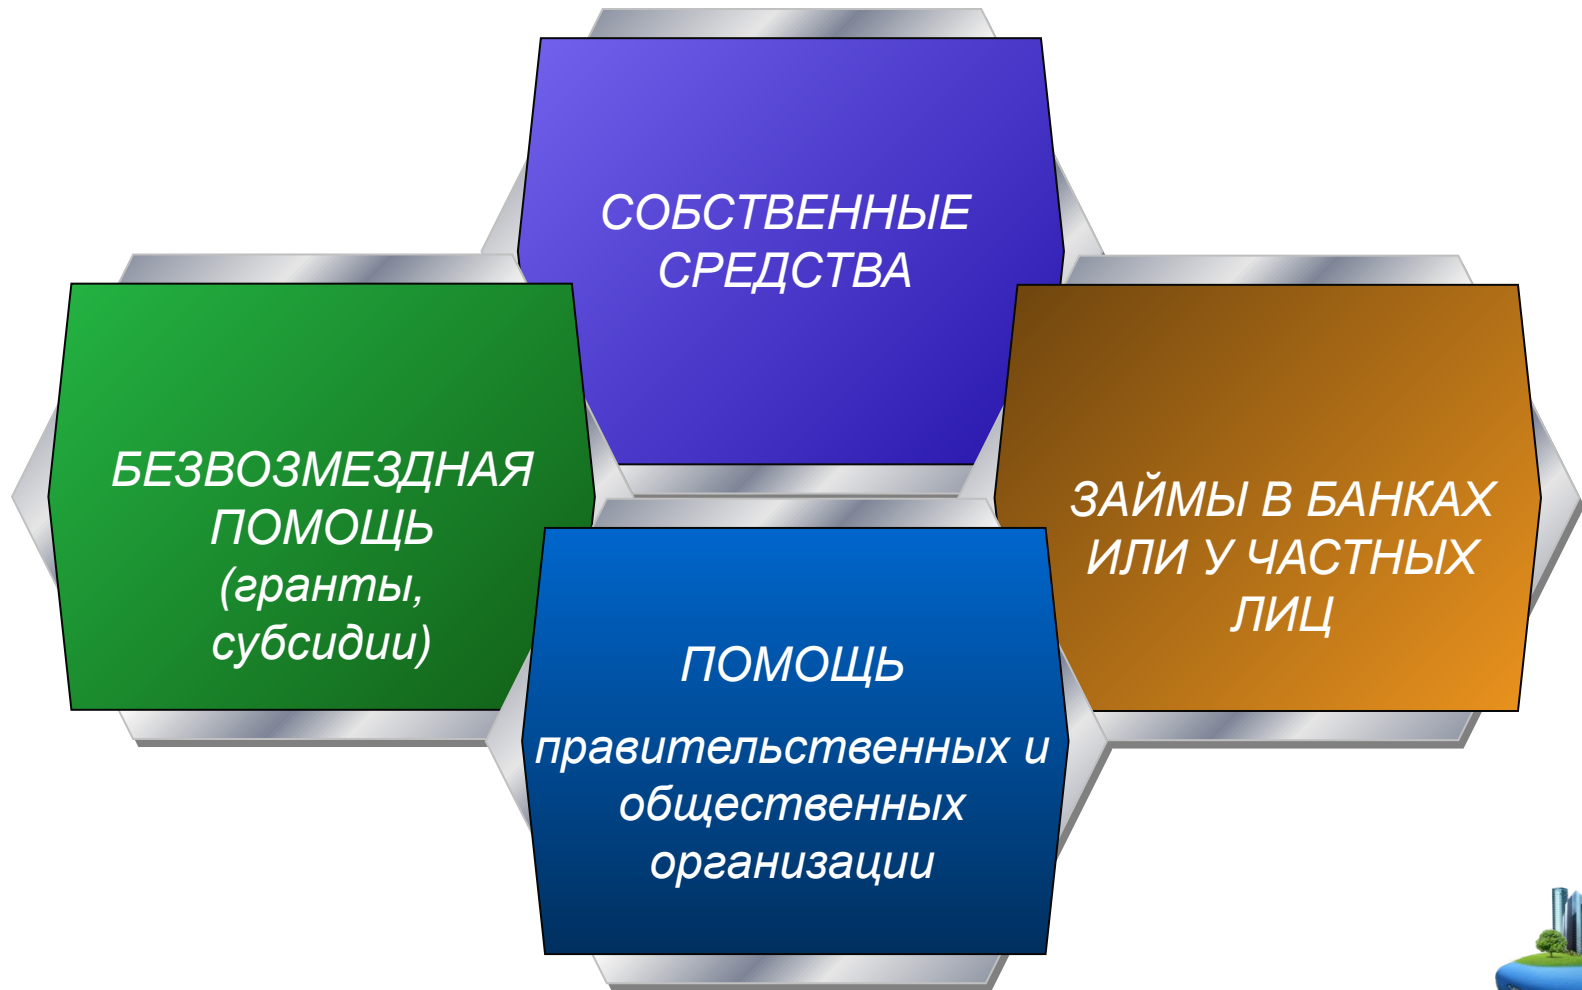 СОБСТВЕННЫЕ
СРЕДСТВА
БЕЗВОЗМЕЗДНАЯ
ПОМОЩЬ
(гранты,
субсидии)
ЗАЙМЫ В БАНКАХ
ИЛИ У ЧАСТНЫХ
ЛИЦ
ПОМОЩЬ
правительственных и
общественных
организации